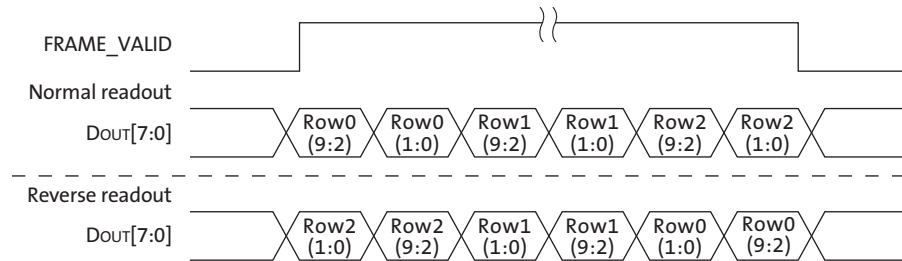 FRAME_VALID
Normal readout
DOUT[7:0]
Row0 Row0 Row1 Row1 Row2 Row2
(9:2) (1:0) (9:2) (1:0) (9:2) (1:0)
Reverse readout
DOUT[7:0]
Row2 Row2 Row1 Row1 Row0 Row0
(1:0) (9:2) (1:0) (9:2) (1:0) (9:2)